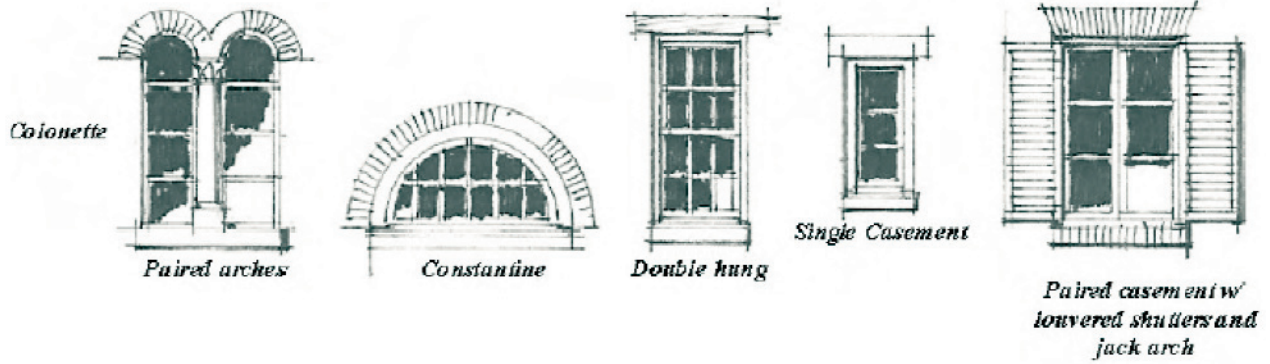 Colonette
Paired arches
Constantine
Double hung
Single Casement
Paired casement w/
louvered shutters and
jack arch